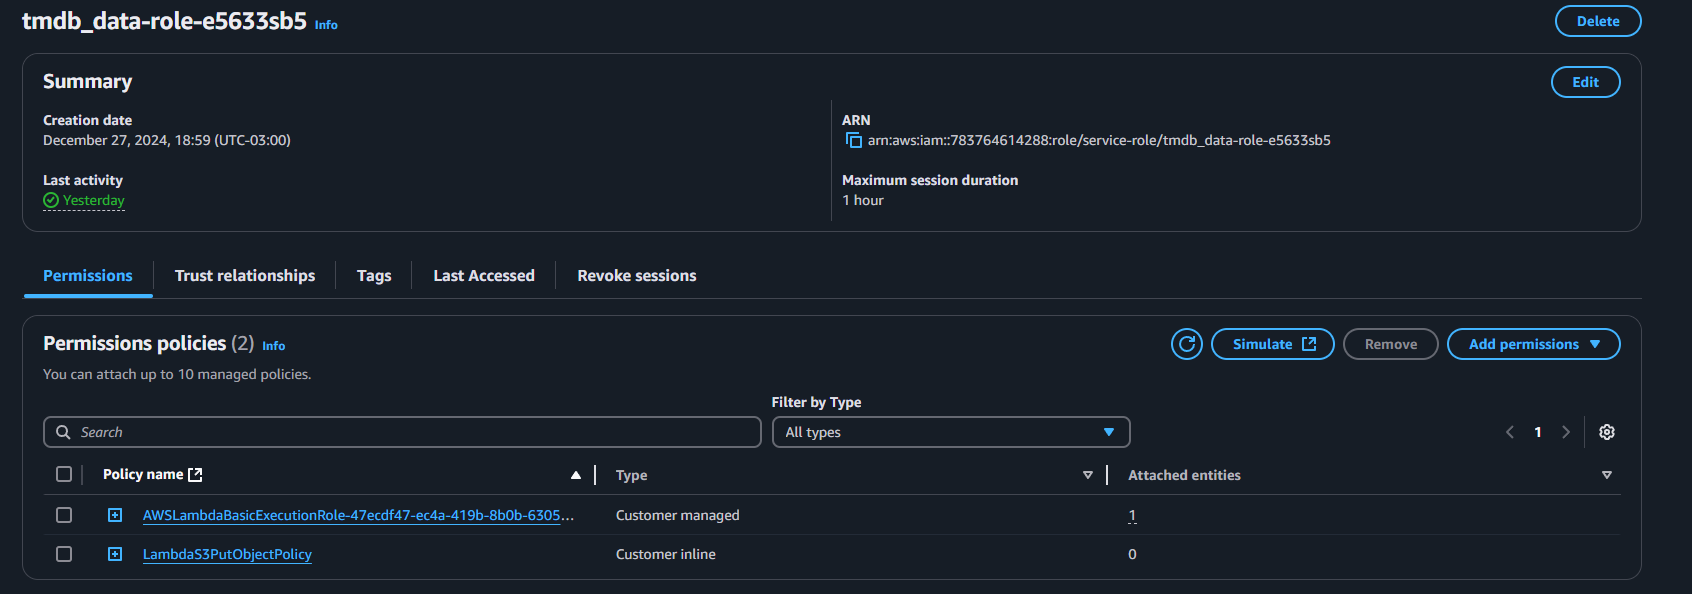 tmdb_data-role-e5633sb5 Info
Delete
Summary
Edit
Creation date
December 27, 2024, 18:59 (UTC-03:00)
ARN
arn:aws:iam::783764614288:role/service-role/tmdb_data-role-e5633sb5
Last activity
Yesterday
Maximum session duration
1 hour
Permissions
Trust relationships
Tags
Last Accessed
Revoke sessions
Permissions policies (2) Info
Simulate
Remove
Add permissions
You can attach up to 10 managed policies.
Filter by Type
Search
All types
1
Policy name
Type
Attached entities
AWSLambdaBasicExecutionRole-47ecdf47-ec4a-419b-8b0b-6305...
Customer managed
1
LambdaS3PutObjectPolicy
Customer inline
0